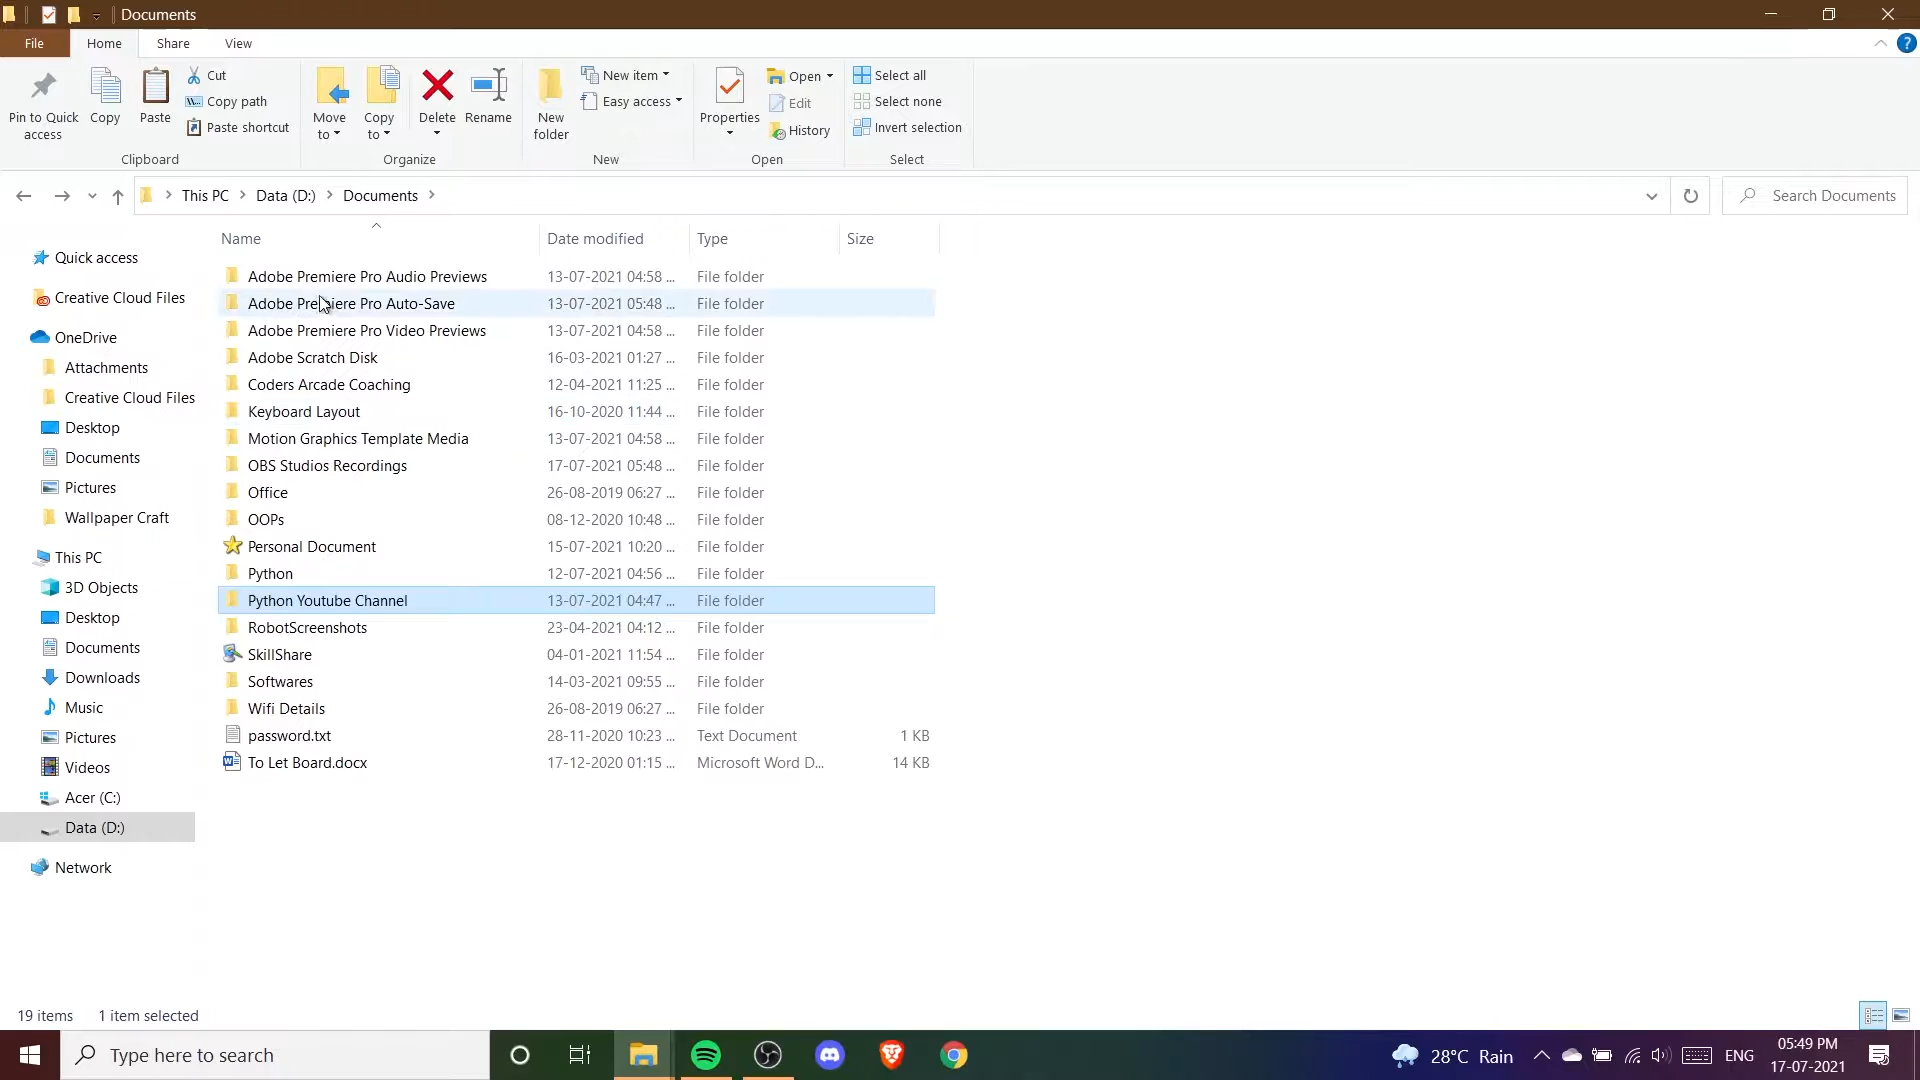 Documents
File Home Share View
Pin to Quick access
Copy
Paste
Cut
Copy path
Paste shortcut
Clipboard
Move to
Copy to
Delete
Rename
Organize
New folder
New item
Easy access
New
Properties
Open
Edit
History
Open
Select all
Select none
Invert selection
Select
This PC > Data (D:) > Documents >
Search Documents
Quick access
Creative Cloud Files
OneDrive
Attachments
Creative Cloud Files
Desktop
Documents
Pictures
Wallpaper Craft
This PC
3D Objects
Desktop
Documents
Downloads
Music
Pictures
Videos
Acer (C:)
Data (D:)
Network
Name Date modified Type Size
Adobe Premiere Pro Audio Previews 13-07-2021 04:58 ... File folder
Adobe Premiere Pro Auto-Save 13-07-2021 05:48 ... File folder
Adobe Premiere Pro Video Previews 13-07-2021 04:58 ... File folder
Adobe Scratch Disk 16-03-2021 01:27 ... File folder
Coders Arcade Coaching 12-04-2021 11:25 ... File folder
Keyboard Layout 16-10-2020 11:44 ... File folder
Motion Graphics Template Media 13-07-2021 04:58 ... File folder
OBS Studios Recordings 17-07-2021 05:48 ... File folder
Office 26-08-2019 06:27 ... File folder
OOPs 08-12-2020 10:48 ... File folder
Personal Document 15-07-2021 10:20 ... File folder
Python 12-07-2021 04:56 ... File folder
Python Youtube Channel 13-07-2021 04:47 ... File folder
RobotScreenshots 23-04-2021 04:12 ... File folder
SkillShare 04-01-2021 11:54 ... File folder
Softwares 14-03-2021 09:55 ... File folder
Wifi Details 26-08-2019 06:27 ... File folder
password.txt 28-11-2020 10:23 ... Text Document 1 KB
To Let Board.docx 17-12-2020 01:15 ... Microsoft Word D... 14 KB
19 items 1 item selected
Type here to search
28°C Rain
ENG
05:49 PM
17-07-2021